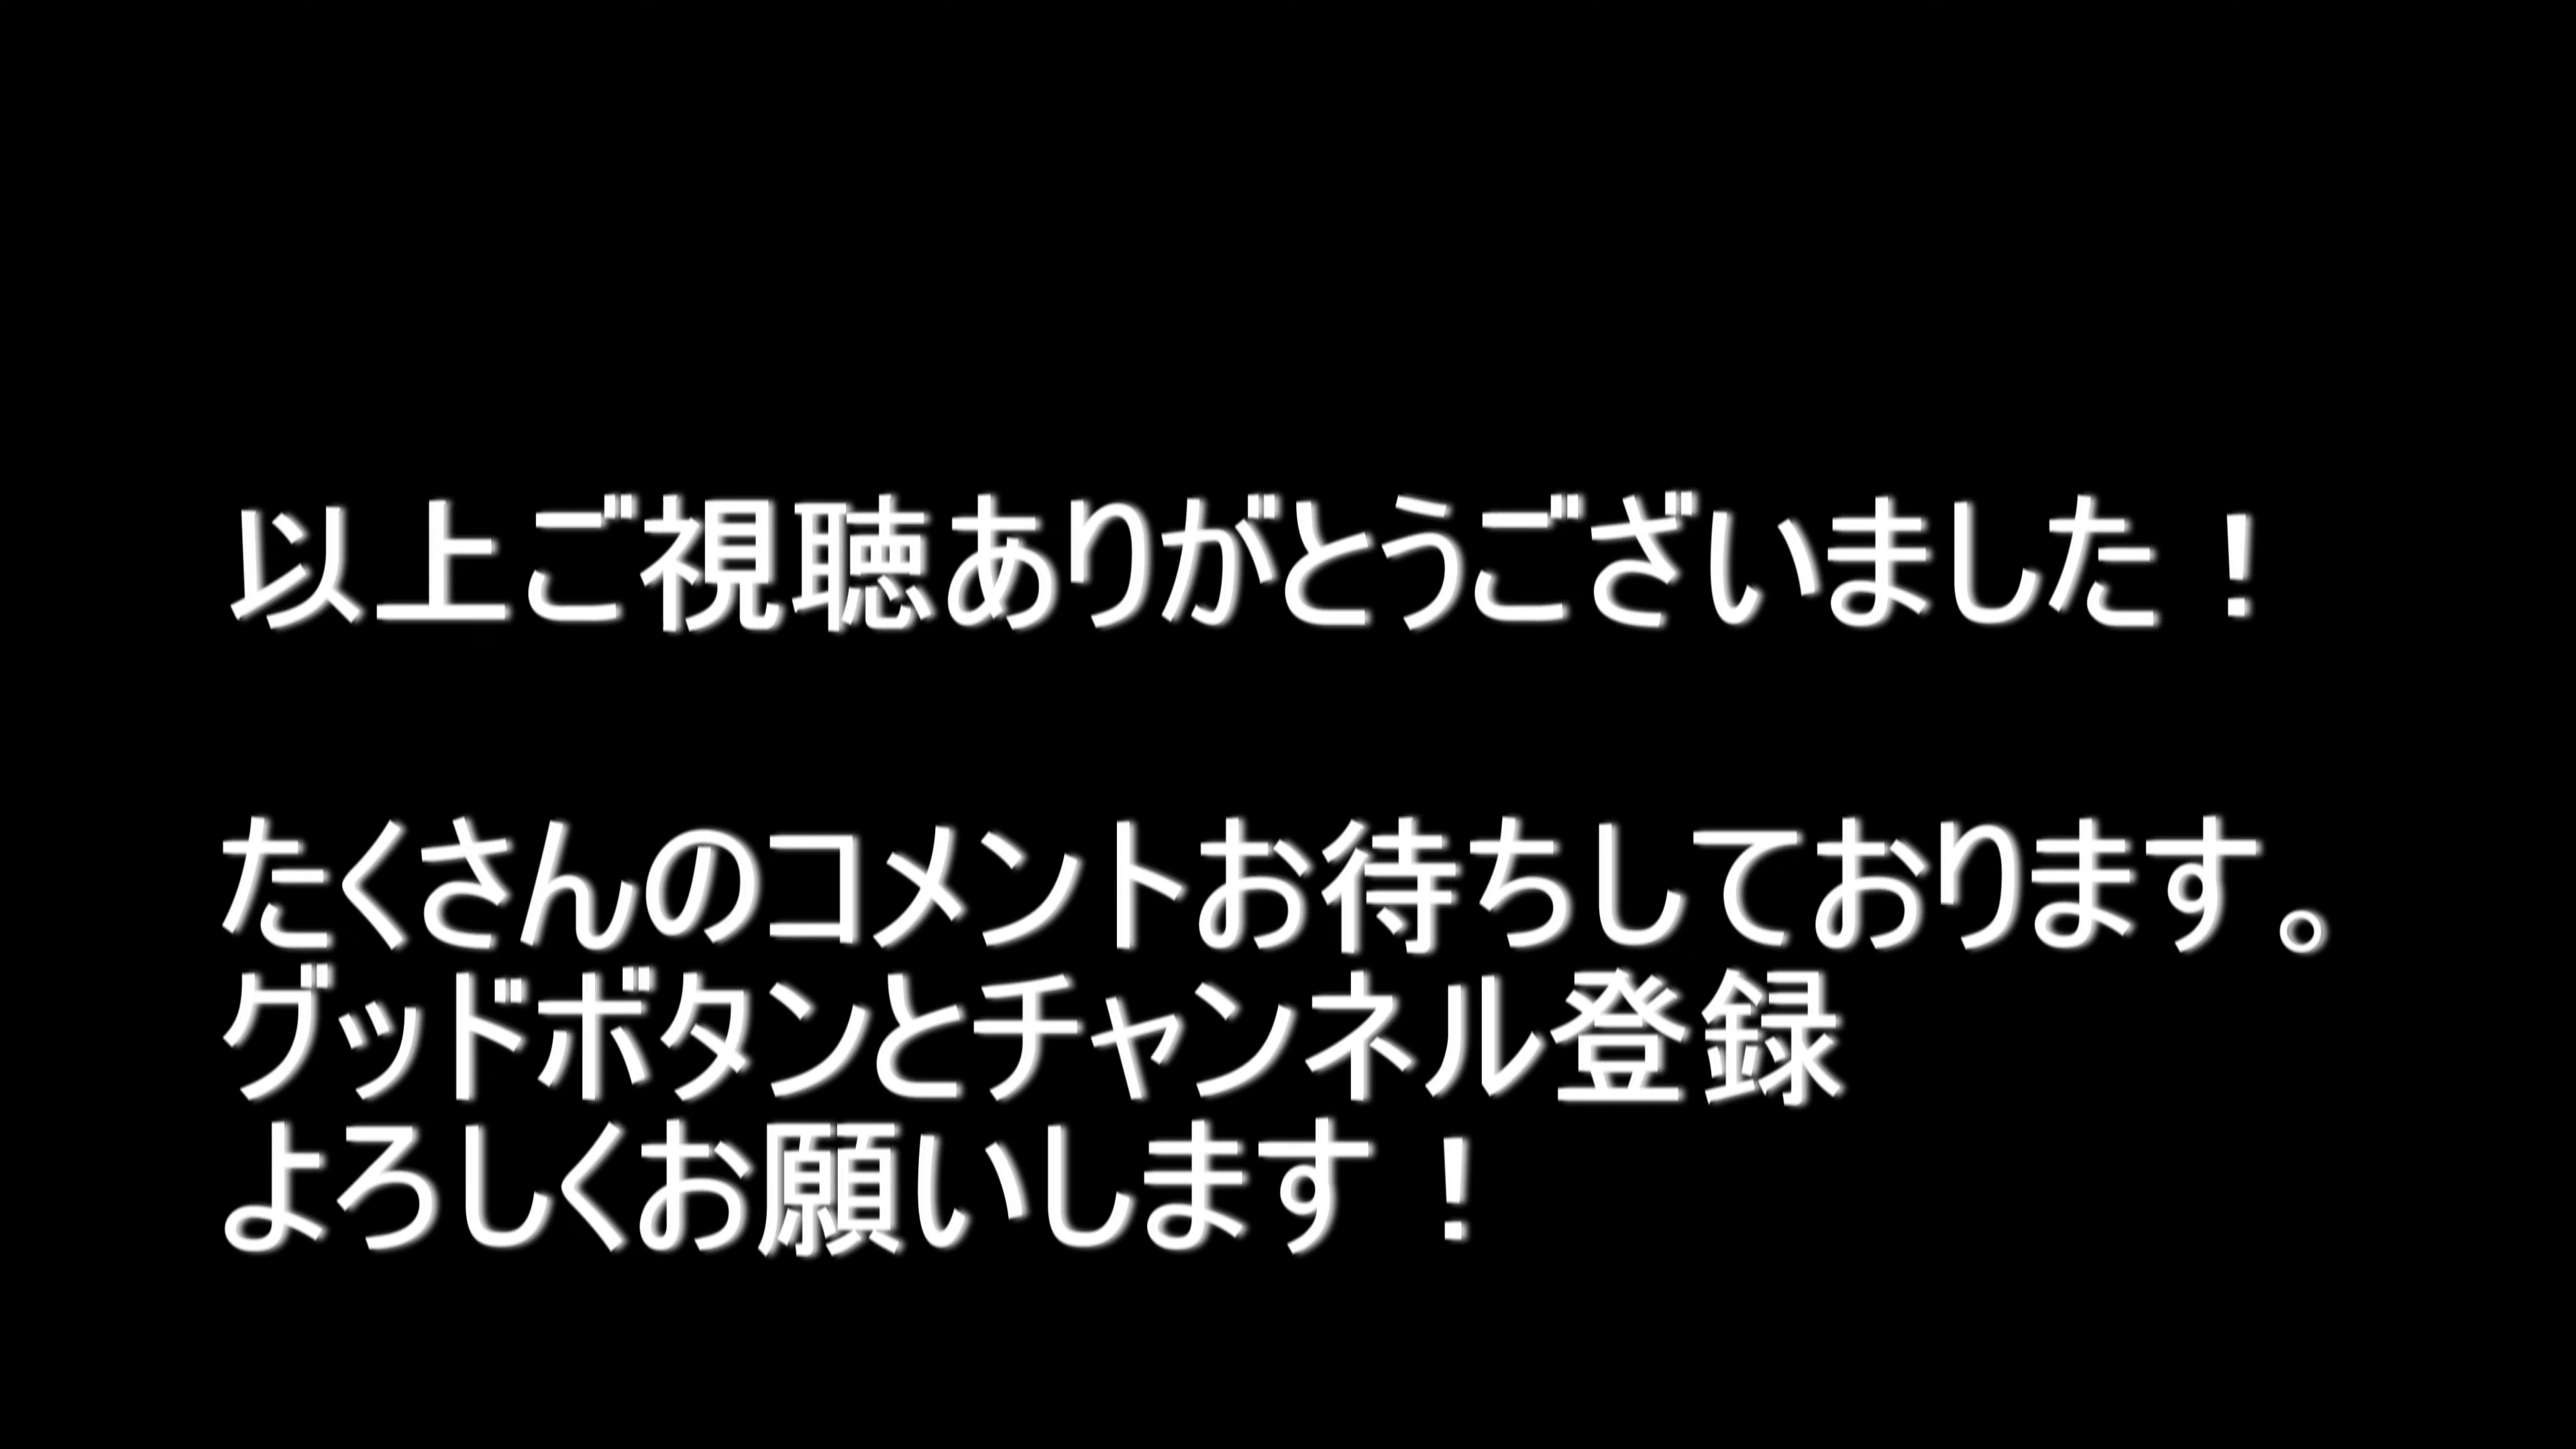 以上ご視聴ありがとうございました！
たくさんのコメントお待ちしております。
グッドボタンとチャンネル登録
よろしくお願いします！